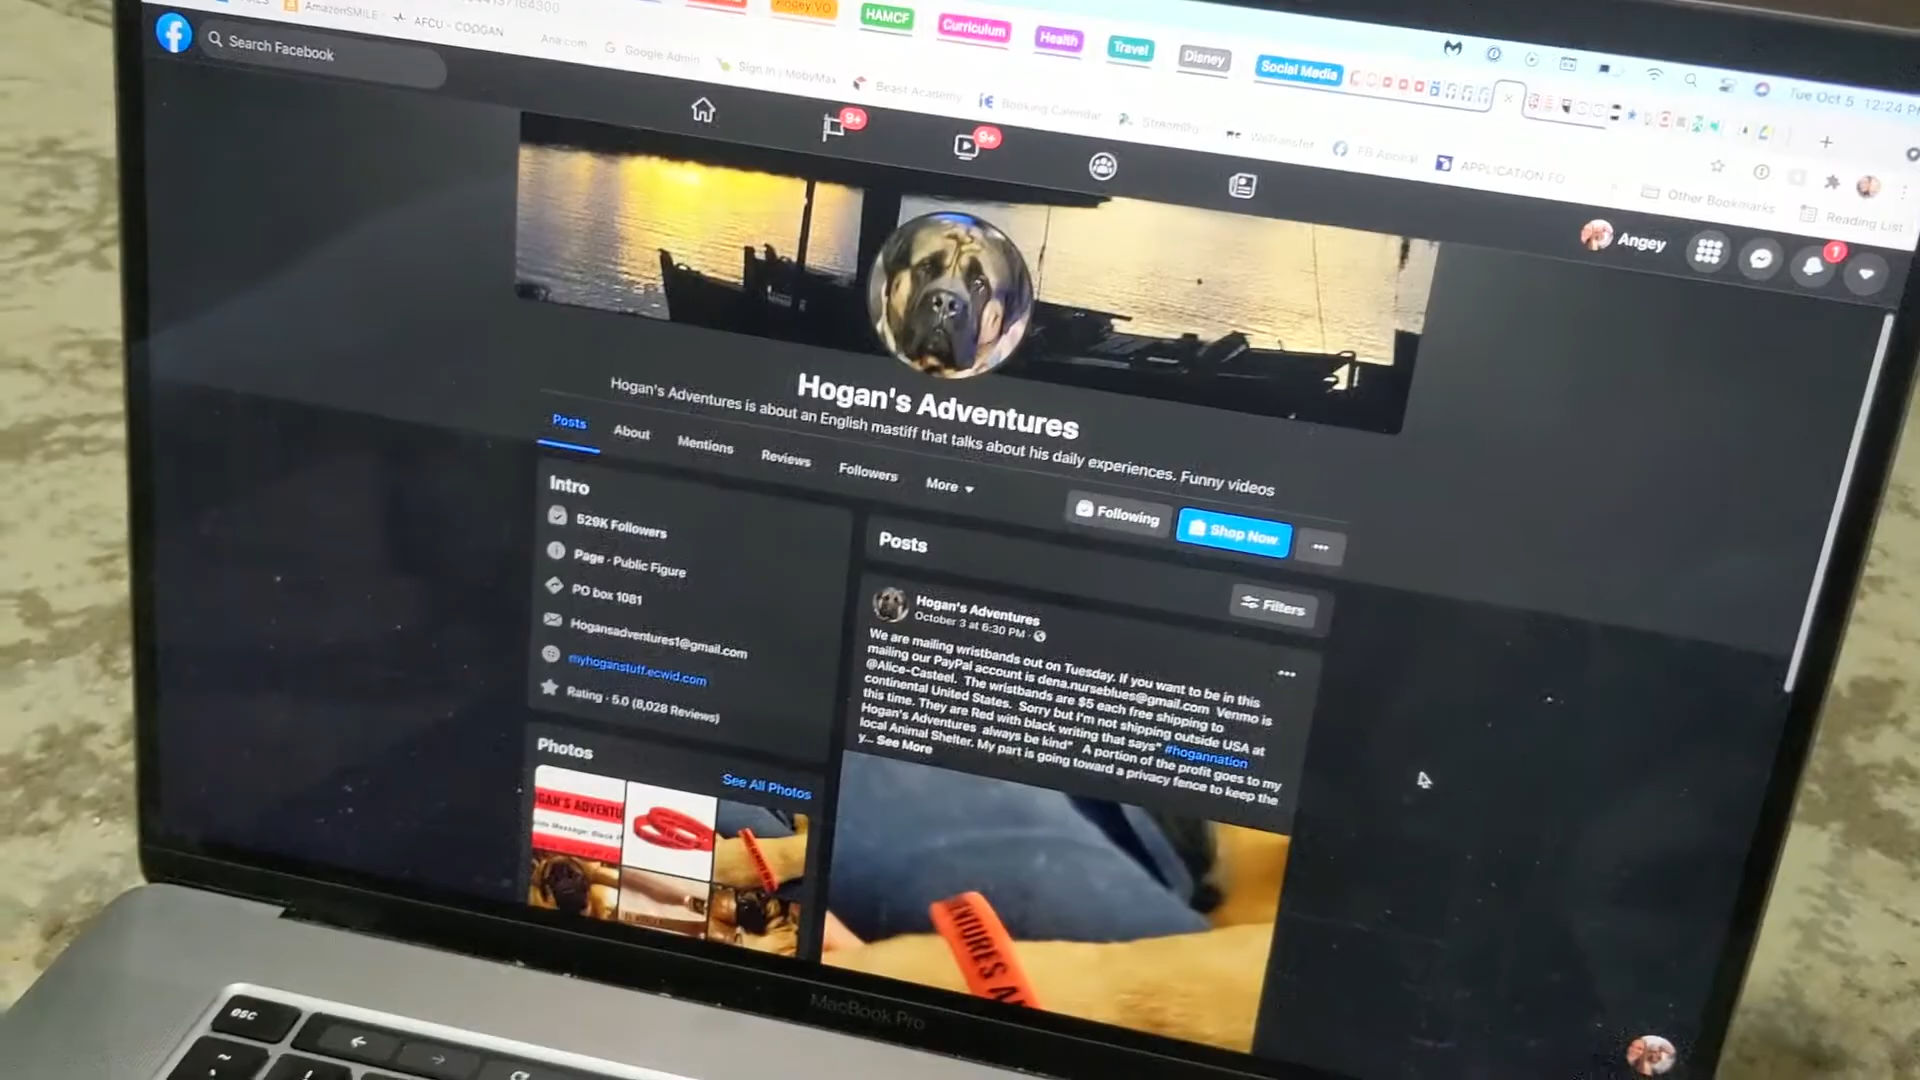 HAMCF
Curriculum
Health
Travel
Disney
Social Media
Tue Oct 5 12:24 P
AmazonSMILE
AFCU - COOGAN
Google Admin
Sign In | MobyMax
Beast Academy
Booking Calendar
WeTransfer
FB Appeal
APPLICATION FO
Other Bookmarks
Reading List
Search Facebook
9+
9+
Angey
1
Hogan's Adventures
Hogan's Adventures is about an English mastiff that talks about his daily experiences. Funny videos
Posts
About
Mentions
Reviews
Followers
More
Following
Shop Now
Intro
529K Followers
Page · Public Figure
PO box 1081
Hogansadventures1@gmail.com
myhoganstuff.ecwid.com
Rating · 5.0 (8,028 Reviews)
Photos
See All Photos
GAN'S ADVENTU
Posts
Filters
Hogan's Adventures
October 3 at 6:30 PM ·
We are mailing wristbands out on Tuesday. If you want to be in this
mailing our PayPal account is dena.nurseblues@gmail.com Venmo is
@Alice-Casteel. The wristbands are $5 each free shipping to
continental United States. Sorry but I'm not shipping outside USA at
this time. They are Red with black writing that says" #hogannation
Hogan's Adventures always be kind" A portion of the profit goes to my
local Animal Shelter. My part is going toward a privacy fence to keep the
y... See More
ENTURES A
MacBook Pro
esc